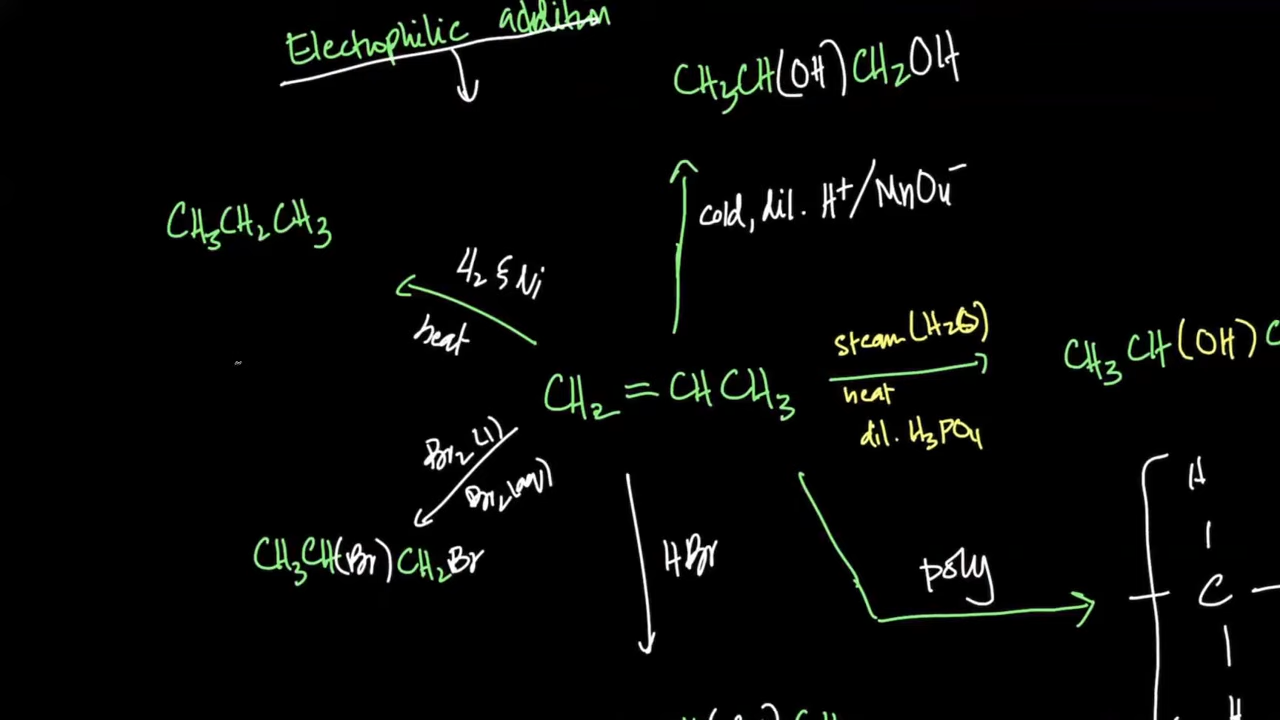 Electrophilic addition
CH₃CH(OH)CH₂OH
cold, dil. H⁺/MnO₄⁻
CH₃CH₂CH₃
H₂ & Ni
heat
steam (H₂O)
heat
dil. H₃PO₄
CH₃CH(OH)C
CH₂=CHCH₃
Br₂(l)
Br₂(aq)
CH₃CH(Br)CH₂Br
HBr
poly
H
C
H